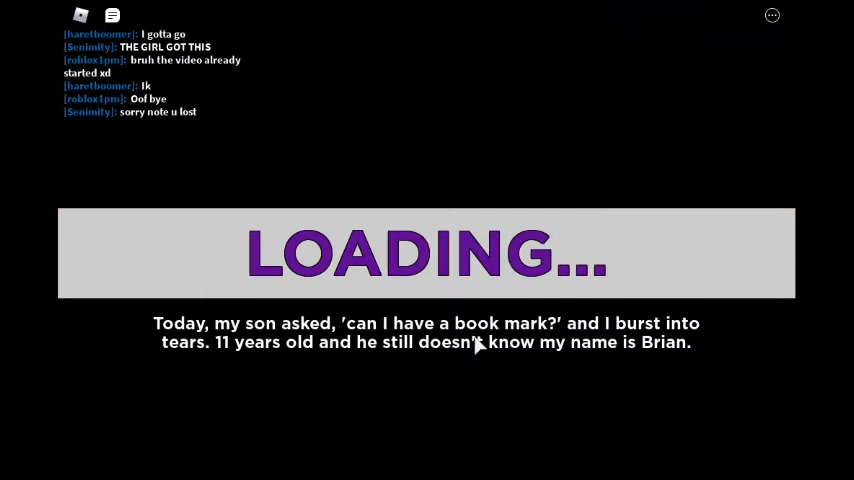 [haretboomer]: I gotta go
[Senimity]: THE GIRL GOT THIS
[roblox1pm]: bruh the video already
started xd
[haretboomer]: Ik
[roblox1pm]: Oof bye
[Senimity]: sorry note u lost
LOADING...
Today, my son asked, 'can I have a book mark?' and I burst into
tears. 11 years old and he still doesn't know my name is Brian.